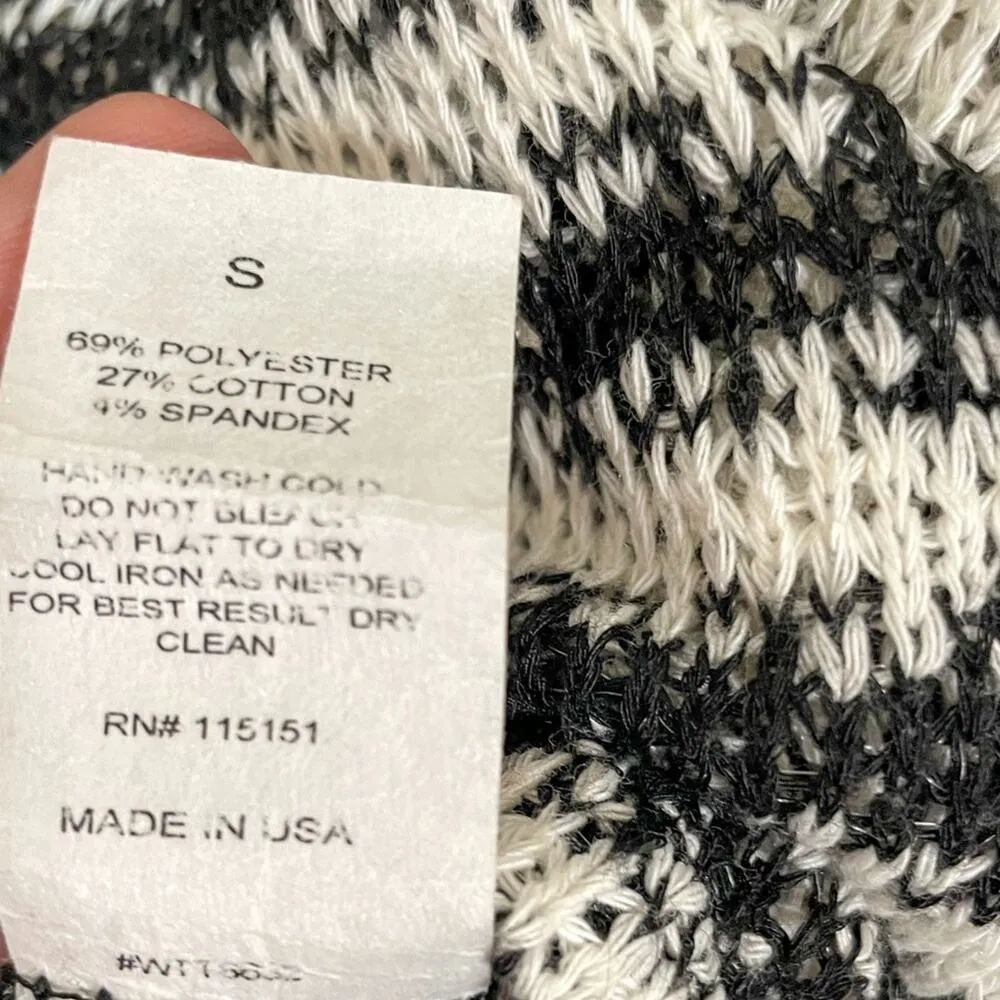 S
69% POLYESTER
27% COTTON
4% SPANDEX
HAND WASH COLD
DO NOT BLEACH
LAY FLAT TO DRY
COOL IRON AS NEEDED
FOR BEST RESULT DRY
CLEAN
RN# 115151
MADE IN USA